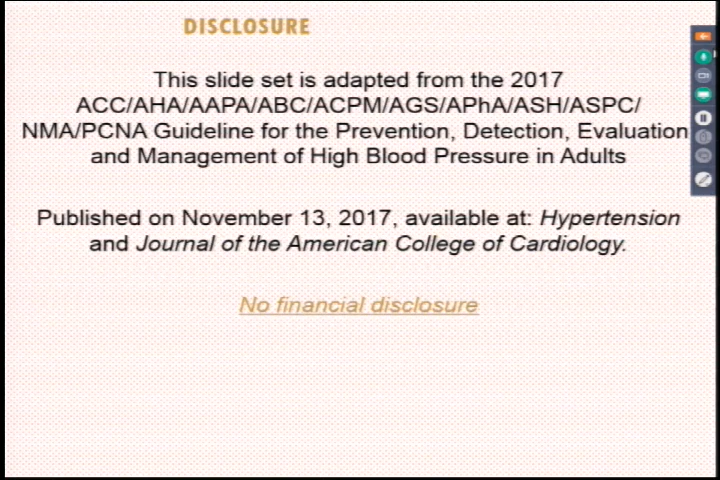 DISCLOSURE
This slide set is adapted from the 2017
ACC/AHA/AAPA/ABC/ACPM/AGS/APhA/ASH/ASPC/
NMA/PCNA Guideline for the Prevention, Detection, Evaluation
and Management of High Blood Pressure in Adults
Published on November 13, 2017, available at: Hypertension
and Journal of the American College of Cardiology.
No financial disclosure